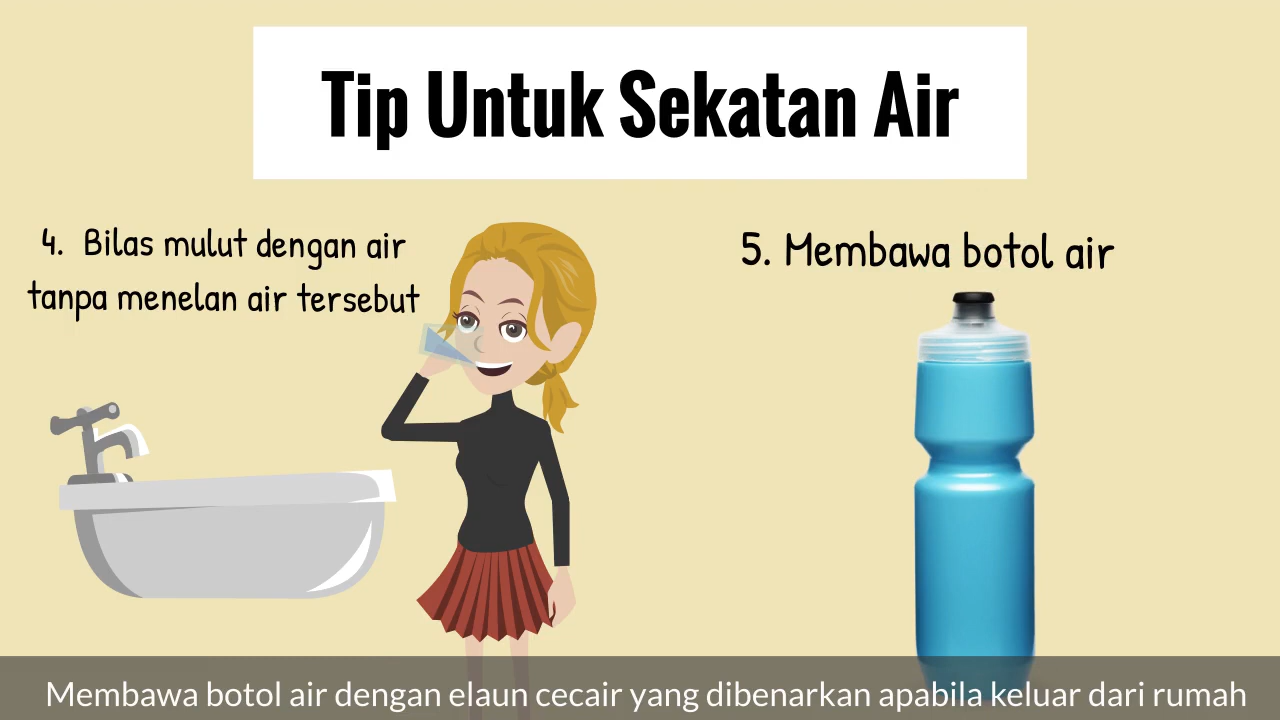 Tip Untuk Sekatan Air
4. Bilas mulut dengan air
tanpa menelan air tersebut
5. Membawa botol air
Membawa botol air dengan elaun cecair yang dibenarkan apabila keluar dari rumah